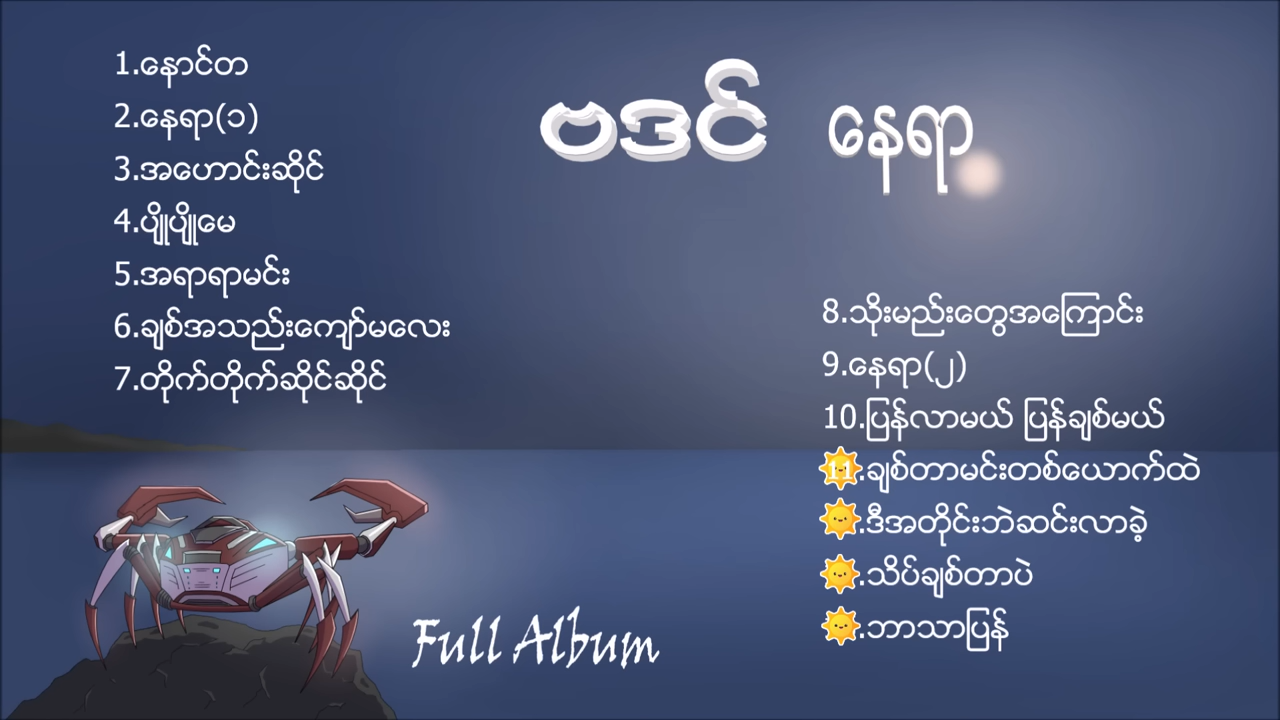 ဗဒင် နေရာ
1.နောင်တ
2.နေရာ(၁)
3.အဟောင်းဆိုင်
4.ပျိုပျိုမေ
5.အရာရာမင်း
6.ချစ်အသည်းကျော်မလေး
7.တိုက်တိုက်ဆိုင်ဆိုင်
8.သိုးမည်းတွေအကြောင်း
9.နေရာ(၂)
10.ပြန်လာမယ် ပြန်ချစ်မယ်
11.ချစ်တာမင်းတစ်ယောက်ထဲ
.ဒီအတိုင်းဘဲဆင်းလာခဲ့
.သိပ်ချစ်တာပဲ
.ဘာသာပြန်
Full Album